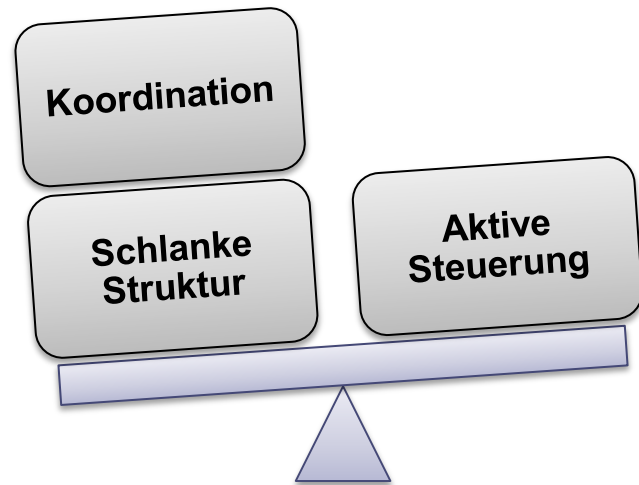 Koordination
Schlanke
Struktur
Aktive
Steuerung